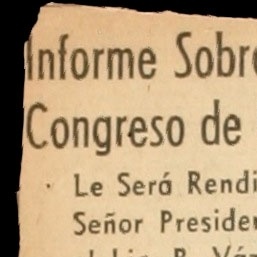 Informe Sobre
Congreso de
Le Será Rendi
Señor Presiden